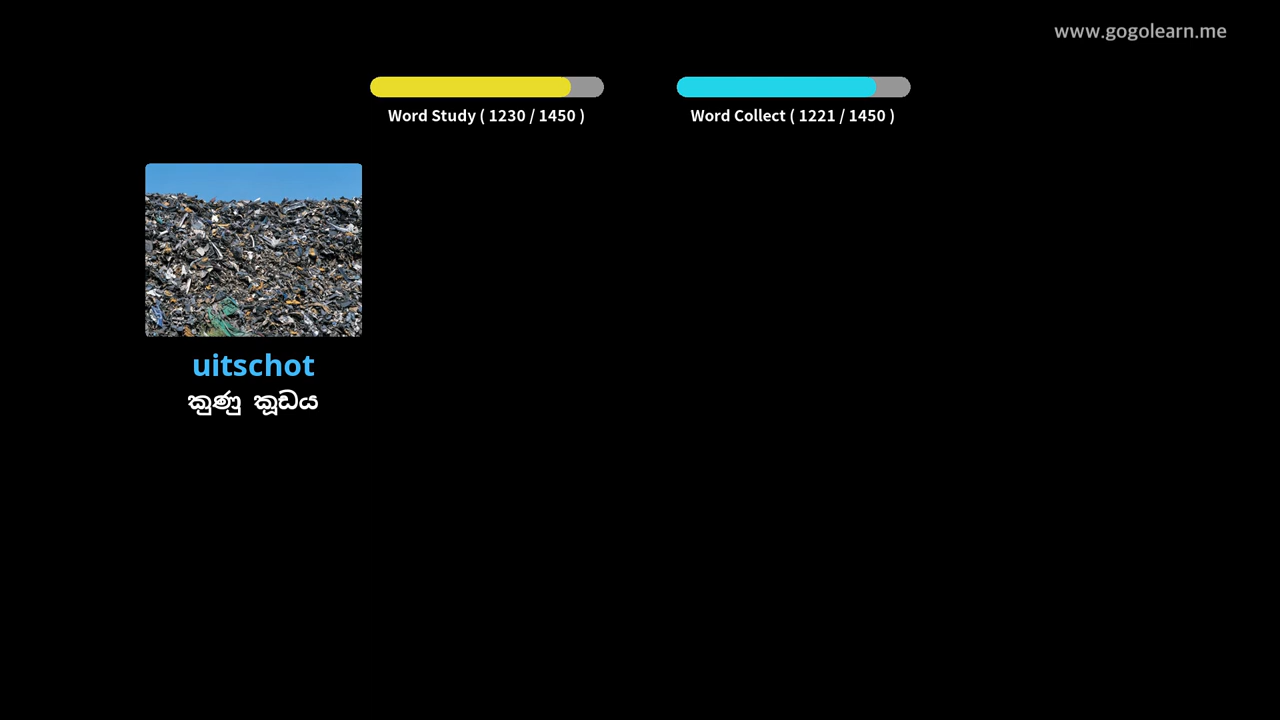 www.gogolearn.me
Word Study ( 1230 / 1450 )
Word Collect ( 1221 / 1450 )
uitschot
කුණු කූඩය